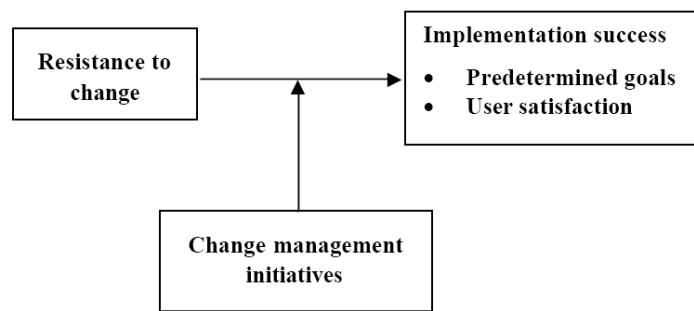 Resistance to
change
Implementation success
• Predetermined goals
• User satisfaction
Change management
initiatives